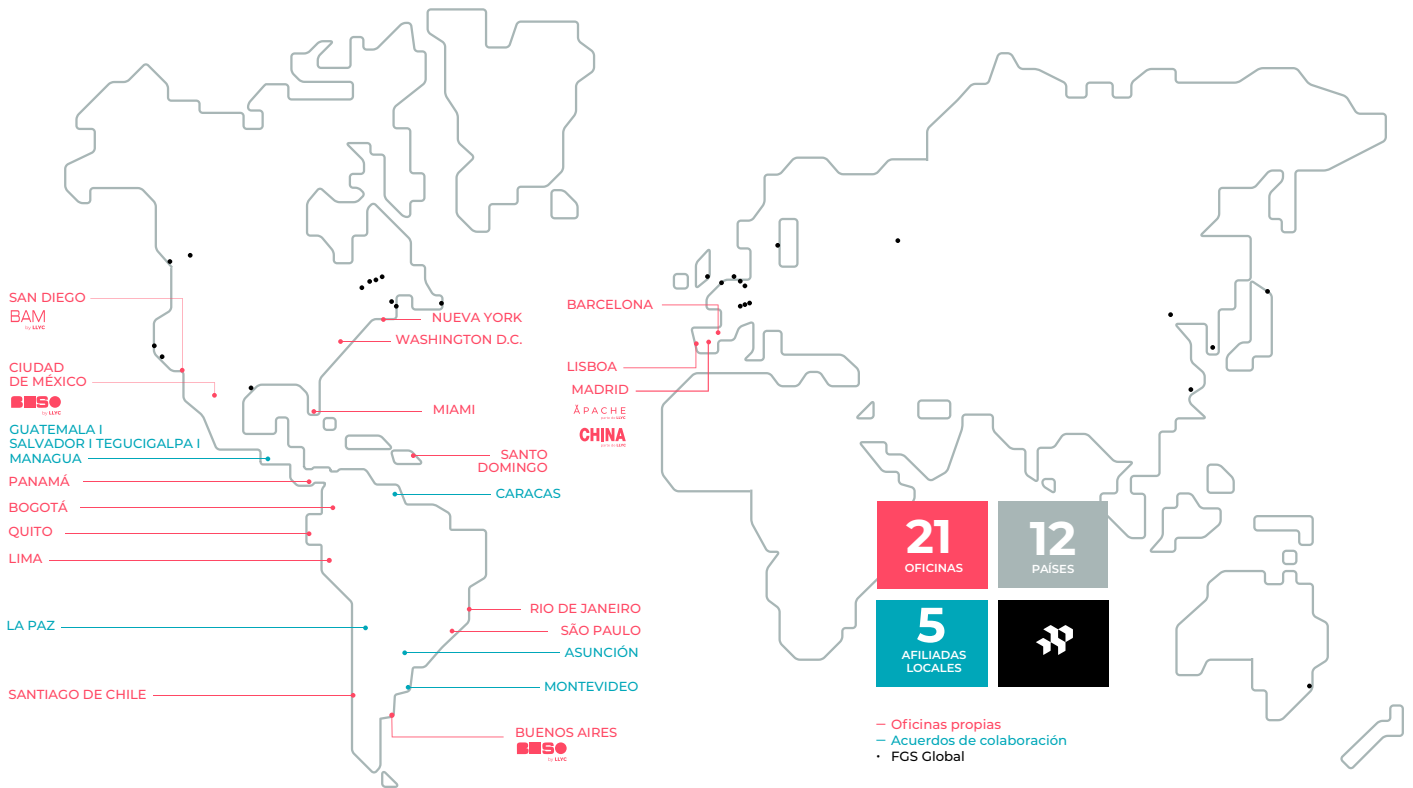 SAN DIEGO
BAM
by LLYC
CIUDAD
DE MÉXICO
BESO
by LLYC
GUATEMALA I
SALVADOR I TEGUCIGALPA I
MANAGUA
PANAMÁ
BOGOTÁ
QUITO
LIMA
LA PAZ
SANTIAGO DE CHILE
NUEVA YORK
WASHINGTON D.C.
MIAMI
SANTO
DOMINGO
CARACAS
RIO DE JANEIRO
SÃO PAULO
ASUNCIÓN
MONTEVIDEO
BUENOS AIRES
BESO
by LLYC
BARCELONA
LISBOA
MADRID
ÁPACHE
CHINA
21
OFICINAS
12
PAÍSES
5
AFILIADAS
LOCALES
Oficinas propias
Acuerdos de colaboración
FGS Global